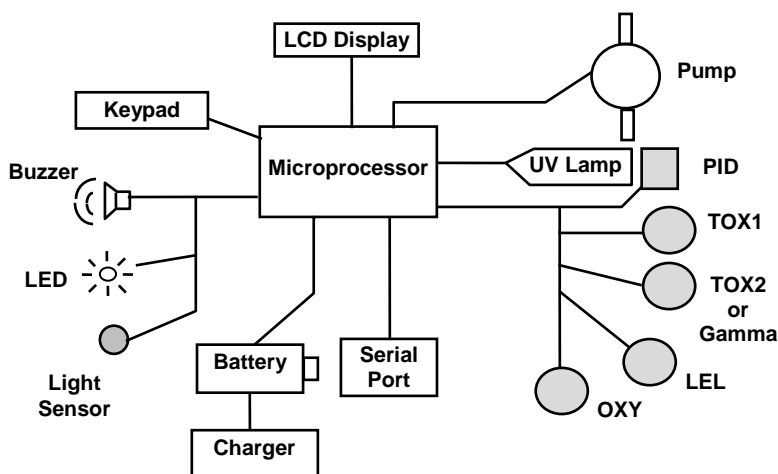 LCD Display
Pump
Keypad
Microprocessor
UV Lamp
PID
Buzzer
TOX1
LED
TOX2
or
Gamma
Battery
Serial
Port
Light
Sensor
LEL
OXY
Charger